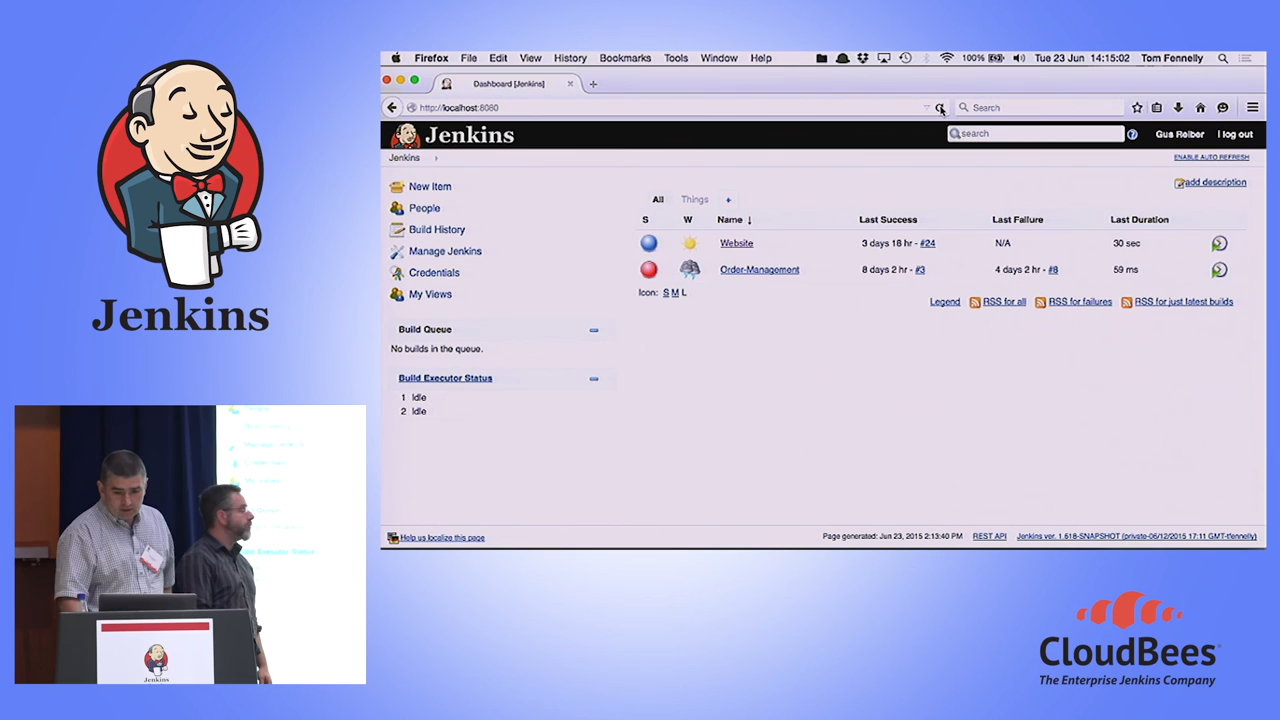 Jenkins
Firefox File Edit View History Bookmarks Tools Window Help 100% Tue 23 Jun 14:15:02 Tom Fennelly
Dashboard [Jenkins]
http://localhost:8080
Search
Jenkins
search
Gus Reiber
log out
Jenkins
ENABLE AUTO REFRESH
New Item
People
Build History
Manage Jenkins
Credentials
My Views
add description
All Things +
S W Name ↓ Last Success Last Failure Last Duration
Website 3 days 18 hr - #24 N/A 30 sec
Order-Management 8 days 2 hr - #3 4 days 2 hr - #8 59 ms
Icon: S M L
Legend RSS for all RSS for failures RSS for just latest builds
Build Queue
No builds in the queue.
Build Executor Status
1 Idle
2 Idle
Help us localize this page
Page generated: Jun 23, 2015 2:13:40 PM REST API Jenkins ver. 1.618-SNAPSHOT (private-06/12/2015 17:11 GMT-tfennelly)
Jenkins
CloudBees
The Enterprise Jenkins Company